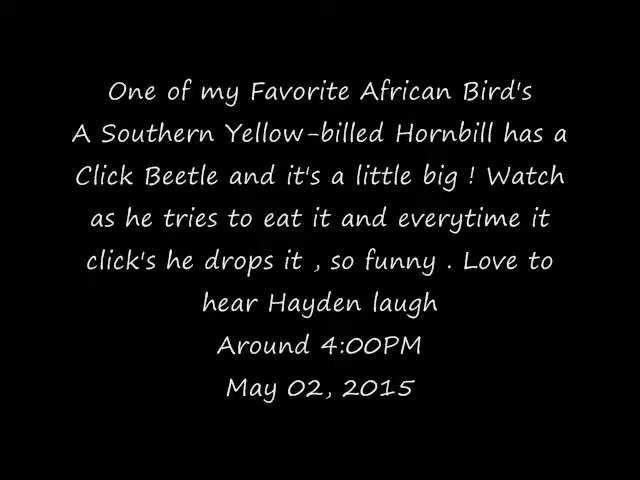 One of my Favorite African Bird's
A Southern Yellow-billed Hornbill has a
Click Beetle and it's a little big ! Watch
as he tries to eat it and everytime it
click's he drops it , so funny . Love to
hear Hayden laugh
Around 4:00PM
May 02, 2015